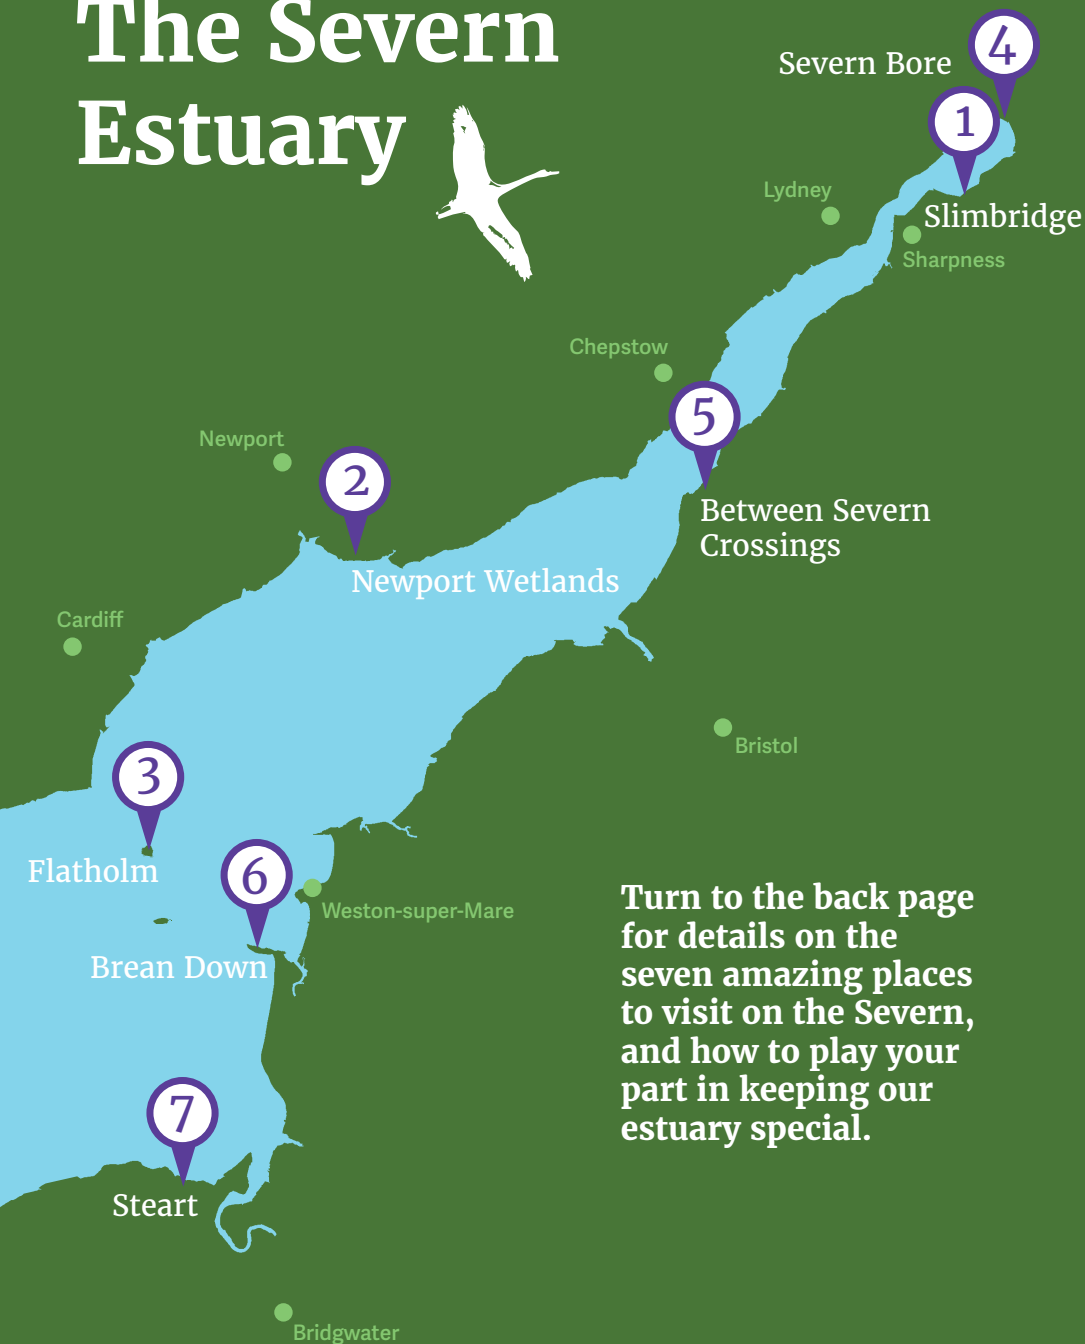 The Severn
Estuary
Severn Bore
4
1
Lydney
Slimbridge
Sharpness
Chepstow
5
Newport
2
Between Severn
Crossings
Newport Wetlands
Cardiff
Bristol
3
Flatholm
6
Weston-super-Mare
Brean Down
Turn to the back page
for details on the
seven amazing places
to visit on the Severn,
and how to play your
part in keeping our
estuary special.
7
Steart
Bridgwater